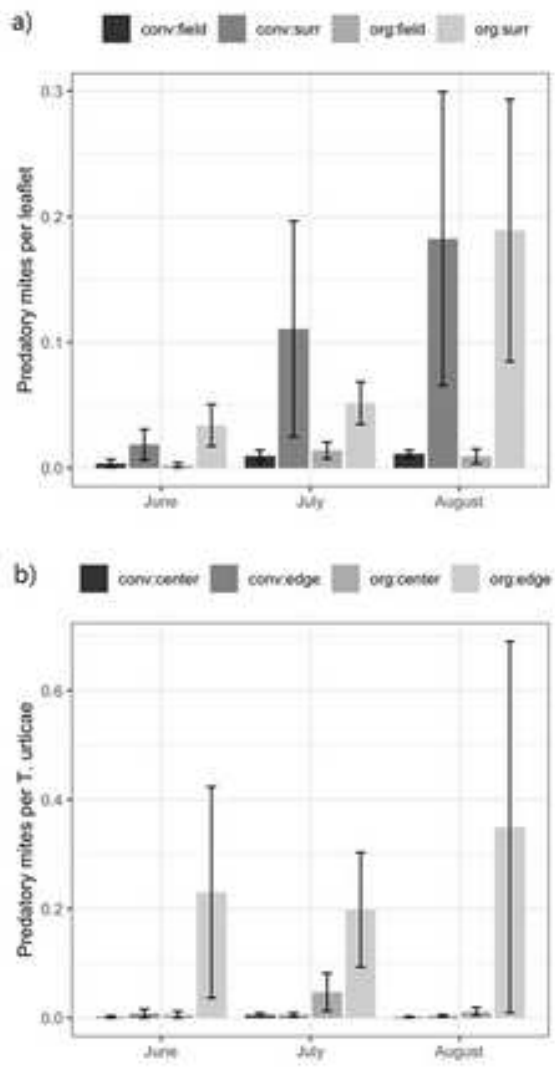 a)
conv:field conv:surr org:field org:surr
Predatory mites per leaflet
0.3
0.2
0.1
0.0
June July August
b)
conv:center conv:edge org:center org:edge
Predatory mites per T. urticae
0.6
0.4
0.2
0.0
June July August